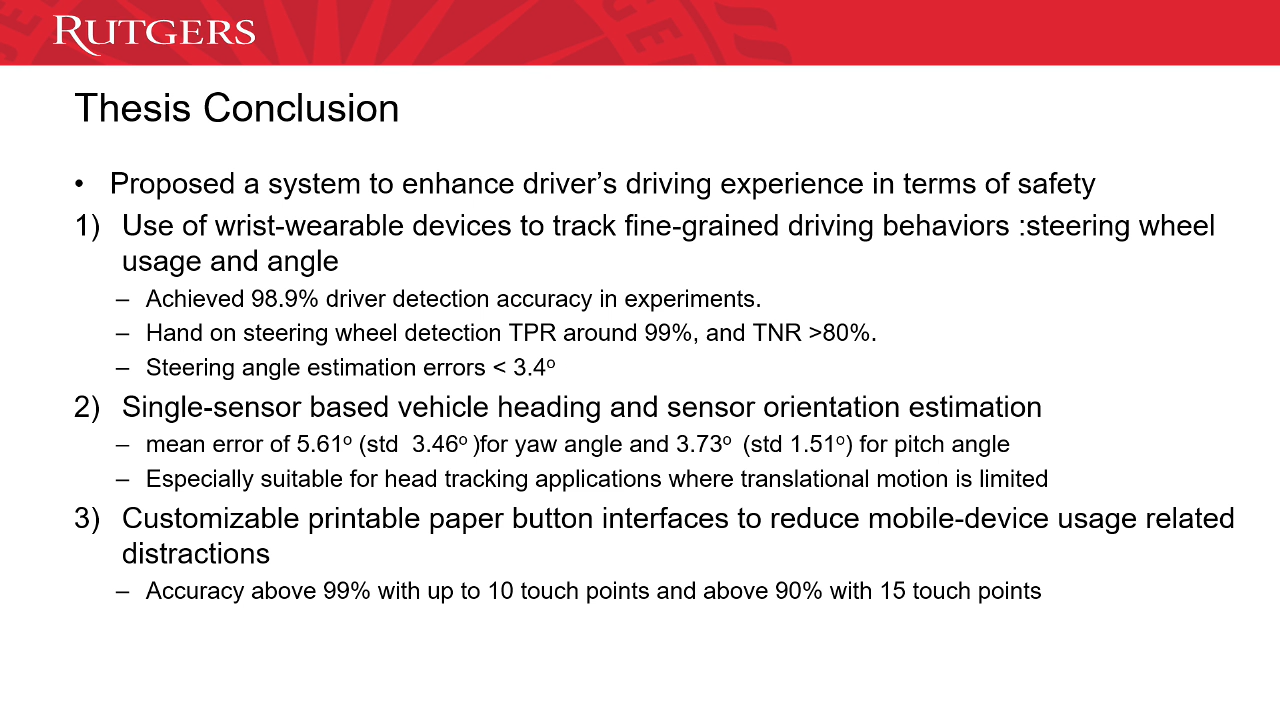 RUTGERS
Thesis Conclusion
• Proposed a system to enhance driver’s driving experience in terms of safety
1) Use of wrist-wearable devices to track fine-grained driving behaviors :steering wheel
usage and angle
– Achieved 98.9% driver detection accuracy in experiments.
– Hand on steering wheel detection TPR around 99%, and TNR >80%.
– Steering angle estimation errors < 3.4º
2) Single-sensor based vehicle heading and sensor orientation estimation
– mean error of 5.61º (std  3.46º )for yaw angle and 3.73º  (std 1.51º) for pitch angle
– Especially suitable for head tracking applications where translational motion is limited
3) Customizable printable paper button interfaces to reduce mobile-device usage related
distractions
– Accuracy above 99% with up to 10 touch points and above 90% with 15 touch points